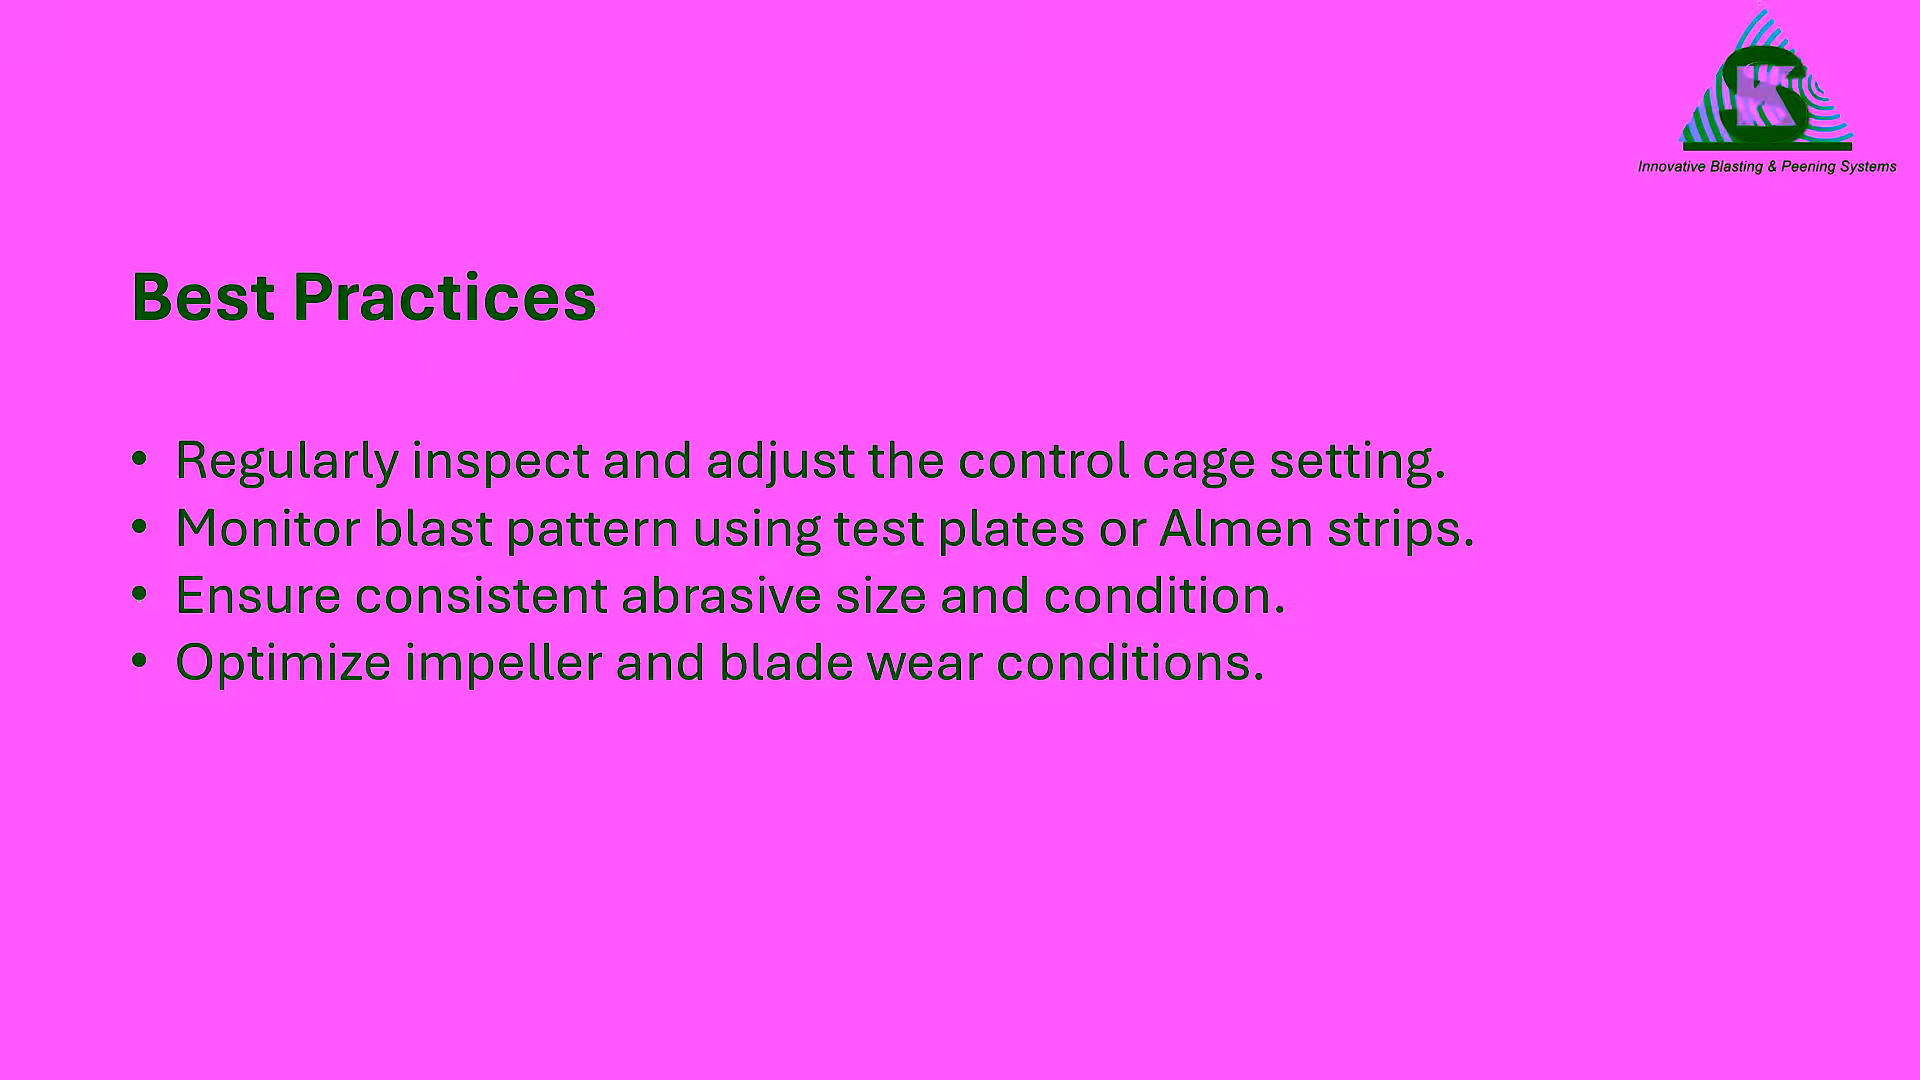 SK
Innovative Blasting & Peening Systems
Best Practices
• Regularly inspect and adjust the control cage setting.
• Monitor blast pattern using test plates or Almen strips.
• Ensure consistent abrasive size and condition.
• Optimize impeller and blade wear conditions.